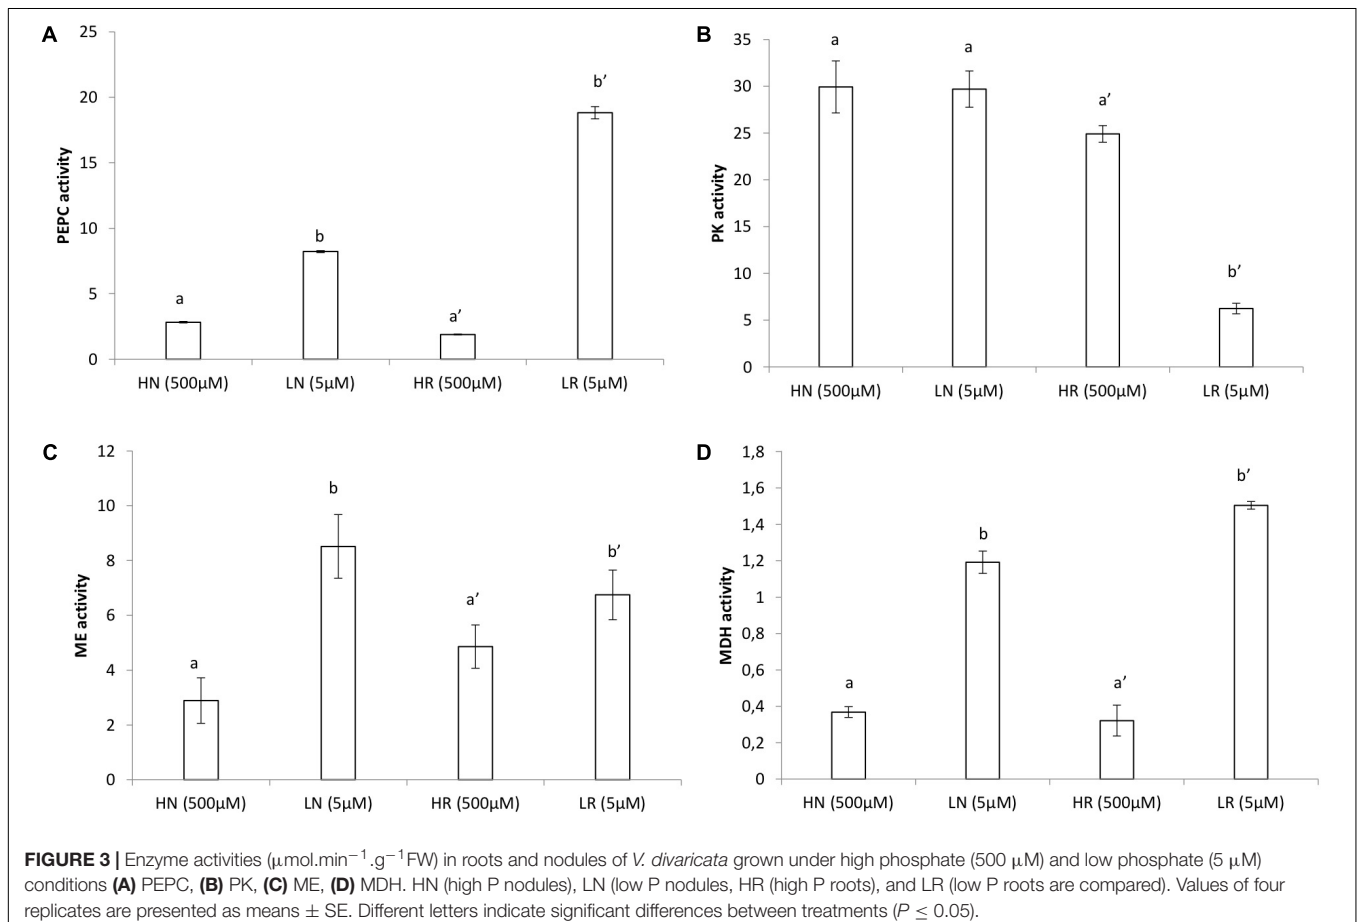 A
25
20
15
10
5
0
PEPC activity
a
b
a’
b’
HN (500μM) LN (5μM) HR (500μM) LR (5μM)
B
35
30
25
20
15
10
5
0
PK activity
a
a
a’
b’
HN (500μM) LN (5μM) HR (500μM) LR (5μM)
C
12
10
8
6
4
2
0
ME activity
a
b
a’
b’
HN (500μM) LN (5μM) HR (500μM) LR (5μM)
D
1,8
1,6
1,4
1,2
1
0,8
0,6
0,4
0,2
0
MDH activity
a
b
a’
b’
HN (500μM) LN (5μM) HR (500μM) LR (5μM)
FIGURE 3 | Enzyme activities (μmol.min−1.g−1FW) in roots and nodules of V. divaricata grown under high phosphate (500 μM) and low phosphate (5 μM)
conditions (A) PEPC, (B) PK, (C) ME, (D) MDH. HN (high P nodules), LN (low P nodules, HR (high P roots), and LR (low P roots are compared). Values of four
replicates are presented as means ± SE. Different letters indicate significant differences between treatments (P ≤ 0.05).